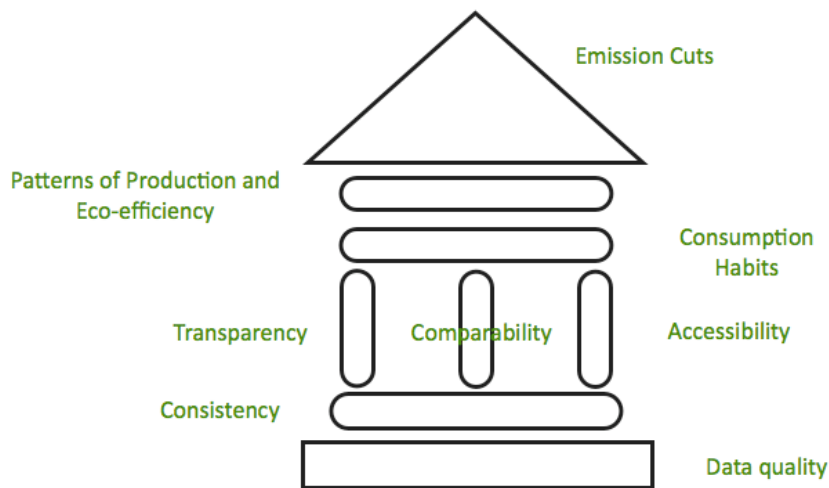 Emission Cuts
Patterns of Production and
Eco-efficiency
Consumption
Habits
Transparency
Comparability
Accessibility
Consistency
Data quality